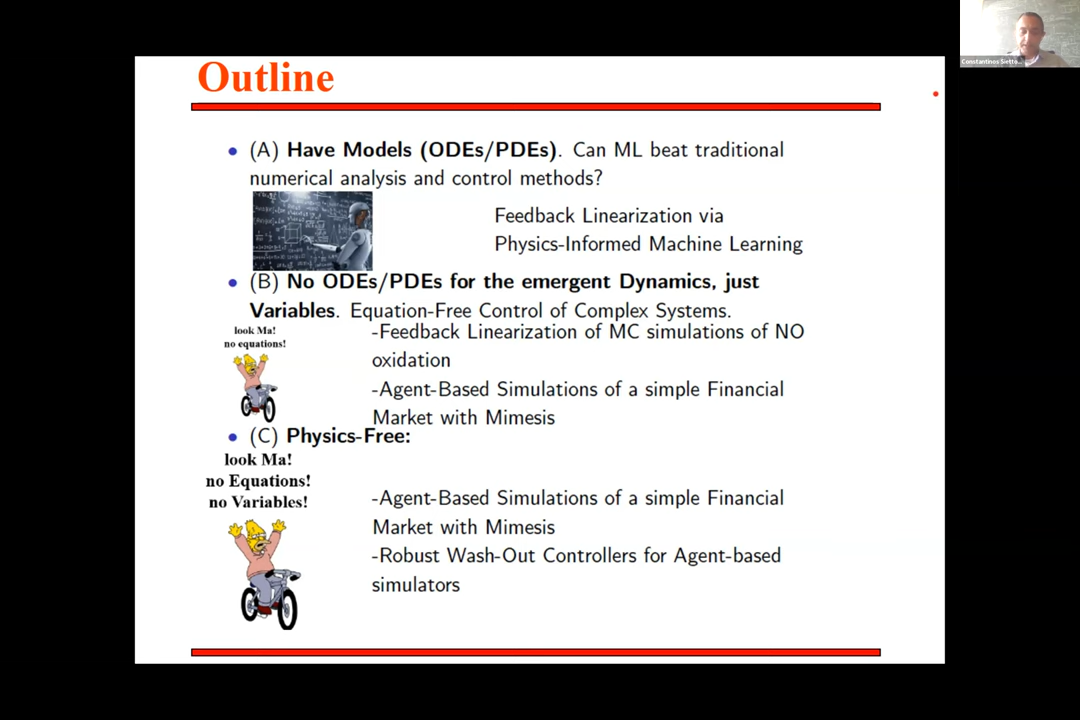 Outline
Constantinos Sietto...
• (A) Have Models (ODEs/PDEs). Can ML beat traditional
numerical analysis and control methods?
Feedback Linearization via
Physics-Informed Machine Learning
• (B) No ODEs/PDEs for the emergent Dynamics, just
Variables. Equation-Free Control of Complex Systems.
look Ma!
no equations!
-Feedback Linearization of MC simulations of NO
oxidation
-Agent-Based Simulations of a simple Financial
Market with Mimesis
• (C) Physics-Free:
look Ma!
no Equations!
no Variables!
-Agent-Based Simulations of a simple Financial
Market with Mimesis
-Robust Wash-Out Controllers for Agent-based
simulators